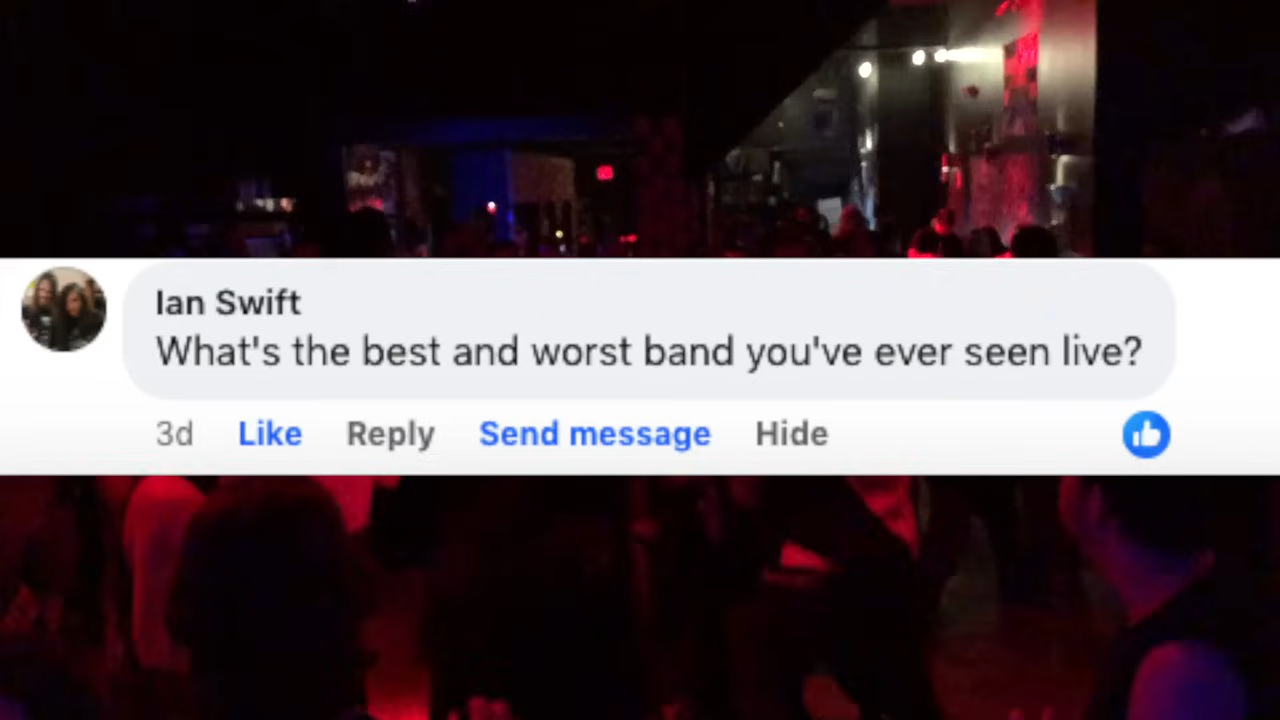 Ian Swift
What's the best and worst band you've ever seen live?
3d Like Reply Send message Hide